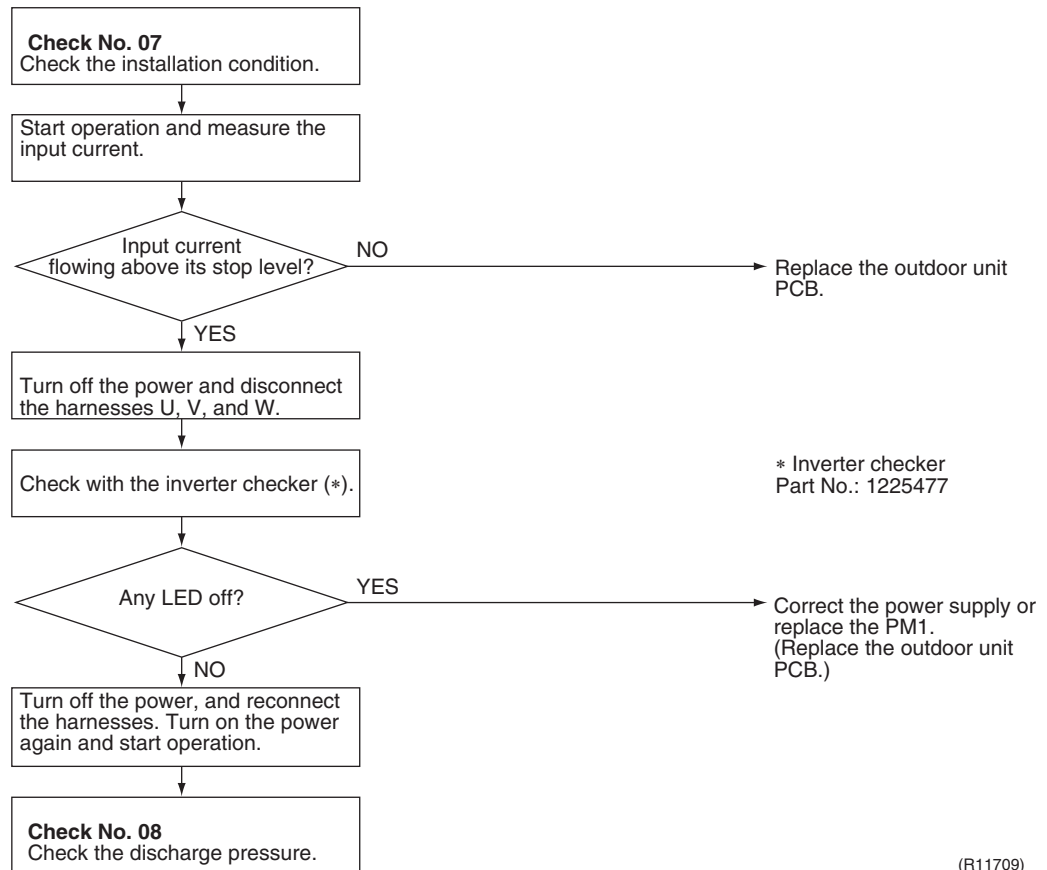 Check No. 07
Check the installation condition.
Start operation and measure the
input current.
Input current
flowing above its stop level?
NO
Replace the outdoor unit
PCB.
YES
Turn off the power and disconnect
the harnesses U, V, and W.
Check with the inverter checker (*).
* Inverter checker
Part No.: 1225477
Any LED off?
YES
Correct the power supply or
replace the PM1.
(Replace the outdoor unit
PCB.)
NO
Turn off the power, and reconnect
the harnesses. Turn on the power
again and start operation.
Check No. 08
Check the discharge pressure.
(R11709)